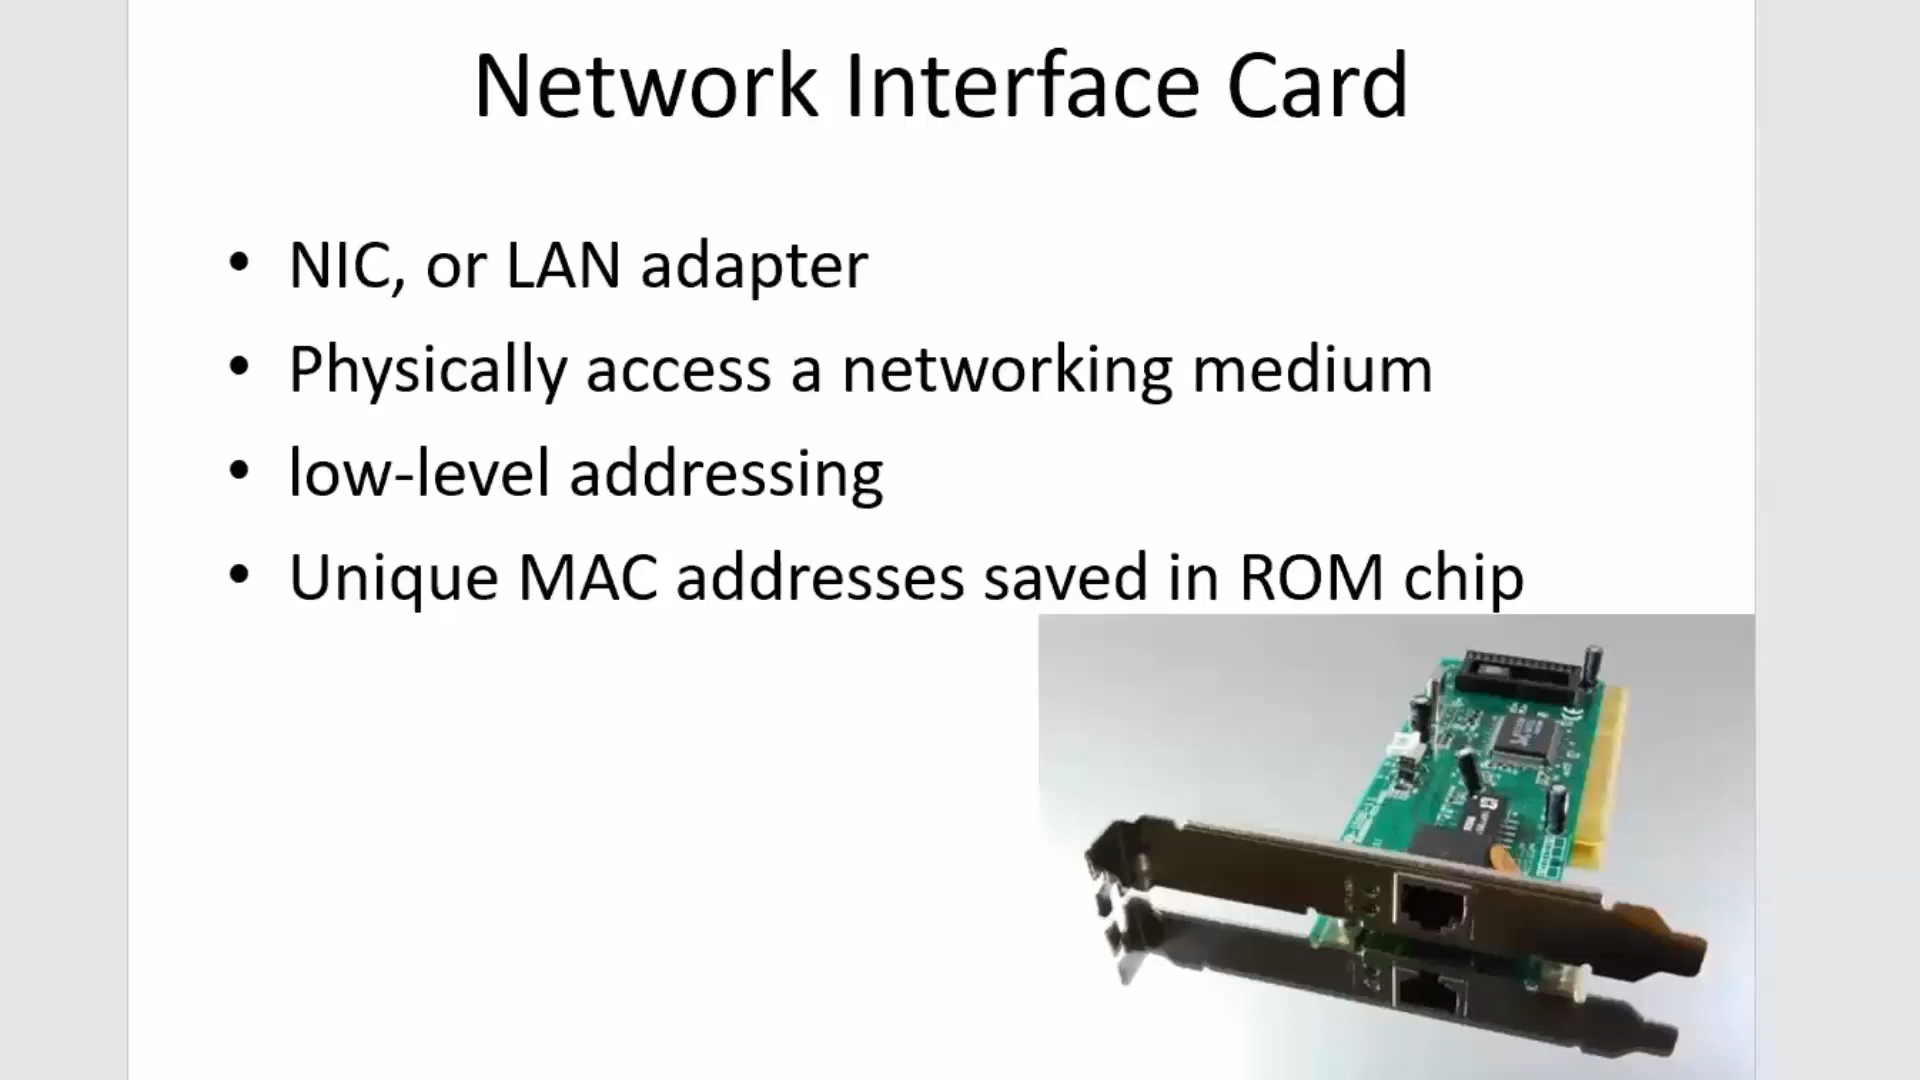 Network Interface Card
• NIC, or LAN adapter
• Physically access a networking medium
• low-level addressing
• Unique MAC addresses saved in ROM chip